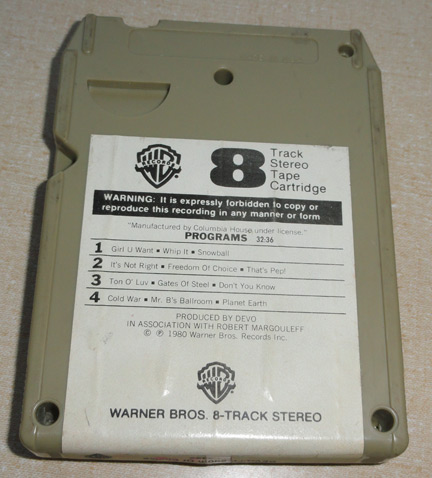 WB RECORDS
8 Track
Stereo
Tape
Cartridge
WARNING: It is expressly forbidden to copy or
reproduce this recording in any manner or form
"Manufactured by Columbia House under license."
PROGRAMS 32:36
1 Girl U Want ▪ Whip It ▪ Snowball
2 It's Not Right ▪ Freedom Of Choice ▪ That's Pep!
3 Ton O' Luv ▪ Gates Of Steel ▪ Don't You Know
4 Cold War ▪ Mr. B's Ballroom ▪ Planet Earth
PRODUCED BY DEVO
IN ASSOCIATION WITH ROBERT MARGOULEFF
© ℗ 1980 Warner Bros. Records Inc.
WB RECORDS
WARNER BROS. 8-TRACK STEREO